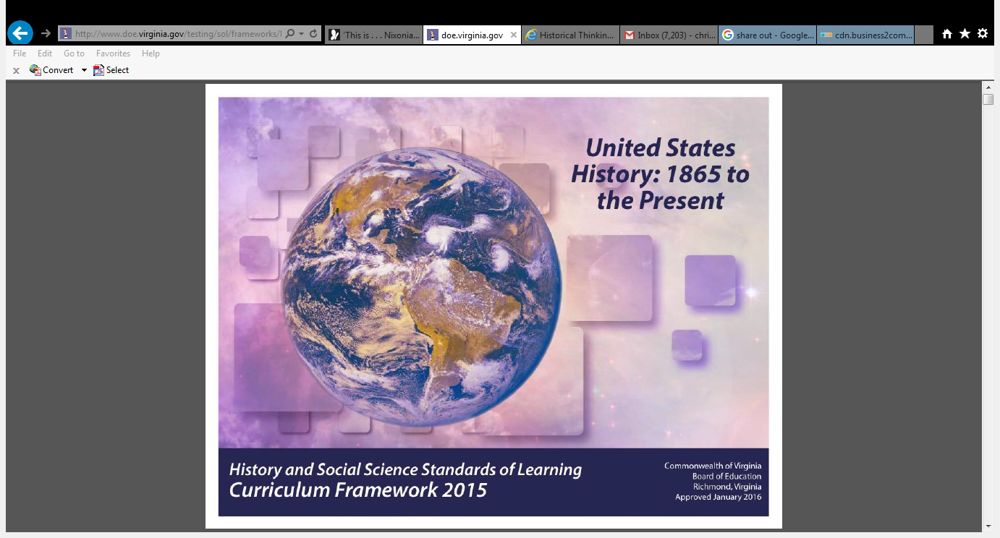 http://www.doe.virginia.gov/testing/sol/frameworks/
'This is . . . Nixonia...
doe.virginia.gov
Historical Thinkin...
Inbox (7,203) - chri...
share out - Google...
cdn.business2com...
File Edit Go to Favorites Help
x Convert Select
United States
History: 1865 to
the Present
History and Social Science Standards of Learning
Curriculum Framework 2015
Commonwealth of Virginia
Board of Education
Richmond, Virginia
Approved January 2016